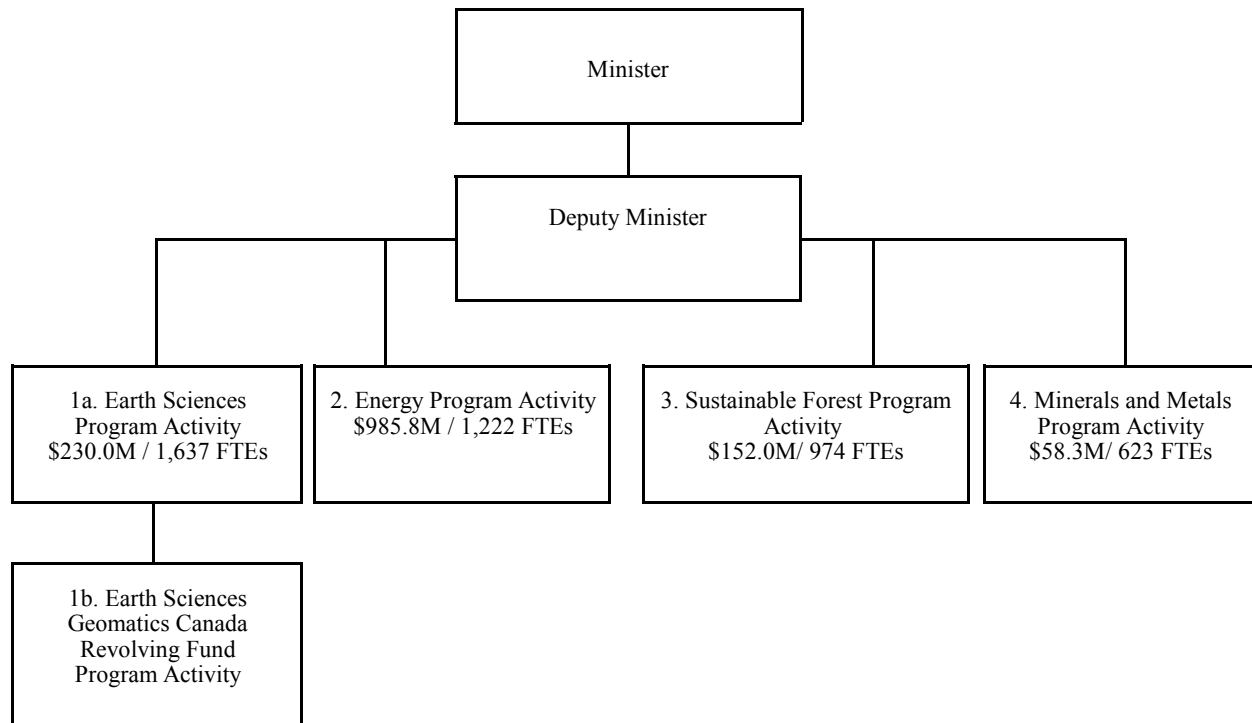 Minister
Deputy Minister
1a. Earth Sciences
Program Activity
$230.0M / 1,637 FTEs
2. Energy Program Activity
$985.8M / 1,222 FTEs
3. Sustainable Forest Program
Activity
$152.0M/ 974 FTEs
4. Minerals and Metals
Program Activity
$58.3M/ 623 FTEs
1b. Earth Sciences
Geomatics Canada
Revolving Fund
Program Activity